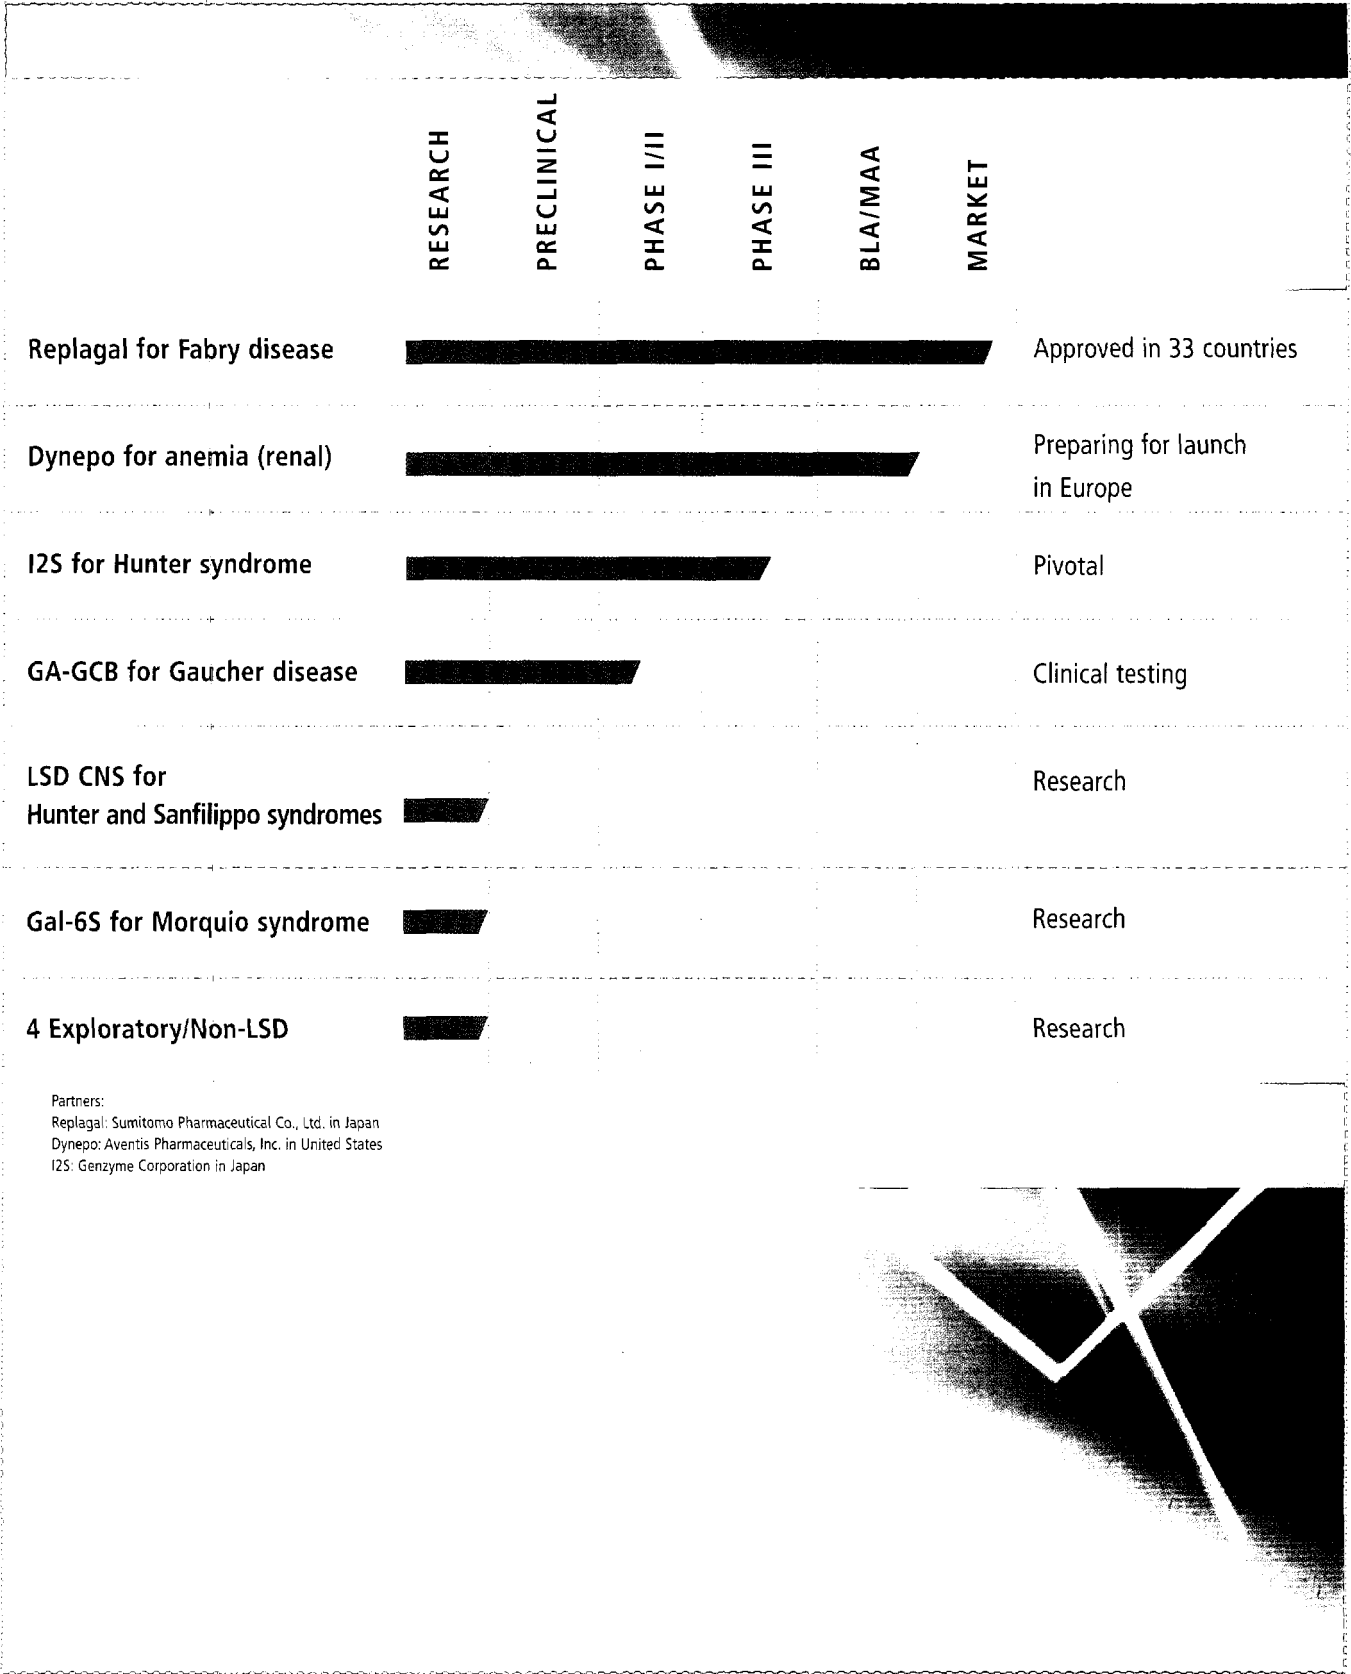 RESEARCH
PRECLINICAL
PHASE I/II
PHASE III
BLA/MAA
MARKET
Replagal for Fabry disease
Approved in 33 countries
Dynepo for anemia (renal)
Preparing for launch
in Europe
I2S for Hunter syndrome
Pivotal
GA-GCB for Gaucher disease
Clinical testing
LSD CNS for
Hunter and Sanfilippo syndromes
Research
Gal-6S for Morquio syndrome
Research
4 Exploratory/Non-LSD
Research
Partners:
Replagal: Sumitomo Pharmaceutical Co., Ltd. in Japan
Dynepo: Aventis Pharmaceuticals, Inc. in United States
I2S: Genzyme Corporation in Japan